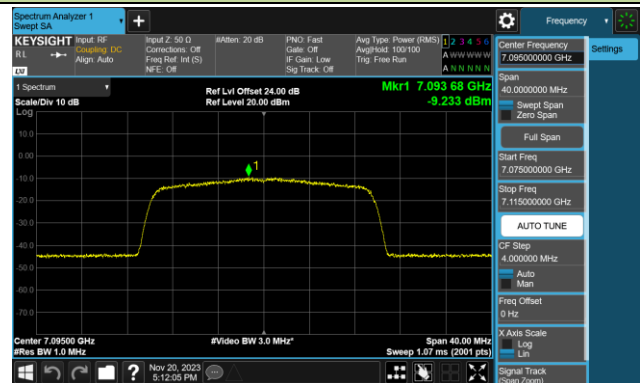 Spectrum Analyzer 1
Swept SA
Frequency
KEYSIGHT
RL
LXI
Input: RF
Coupling: DC
Align: Auto
Input Z: 50 Ω
Corrections: Off
Freq Ref: Int (S)
NFE: Off
#Atten: 20 dB
PNO: Fast
Gate: Off
IF Gain: Low
Sig Track: Off
Avg Type: Power (RMS)
Avg|Hold: 100/100
Trig: Free Run
1 2 3 4 5 6
A W W W W W
A N N N N N
1 Spectrum
Scale/Div 10 dB
Ref Lvl Offset 24.00 dB
Ref Level 20.00 dBm
Mkr1 7.093 68 GHz
-9.233 dBm
Log
10.0
0.00
-10.0
-20.0
-30.0
-40.0
-50.0
-60.0
-70.0
1
Center 7.09500 GHz
#Res BW 1.0 MHz
#Video BW 3.0 MHz*
Span 40.00 MHz
Sweep 1.07 ms (2001 pts)
Center Frequency
7.095000000 GHz
Settings
Span
40.0000000 MHz
Swept Span
Zero Span
Full Span
Start Freq
7.075000000 GHz
Stop Freq
7.115000000 GHz
AUTO TUNE
CF Step
4.000000 MHz
Auto
Man
Freq Offset
0 Hz
X Axis Scale
Log
Lin
Signal Track
(Span Zoom)
?
Nov 20, 2023
5:12:05 PM